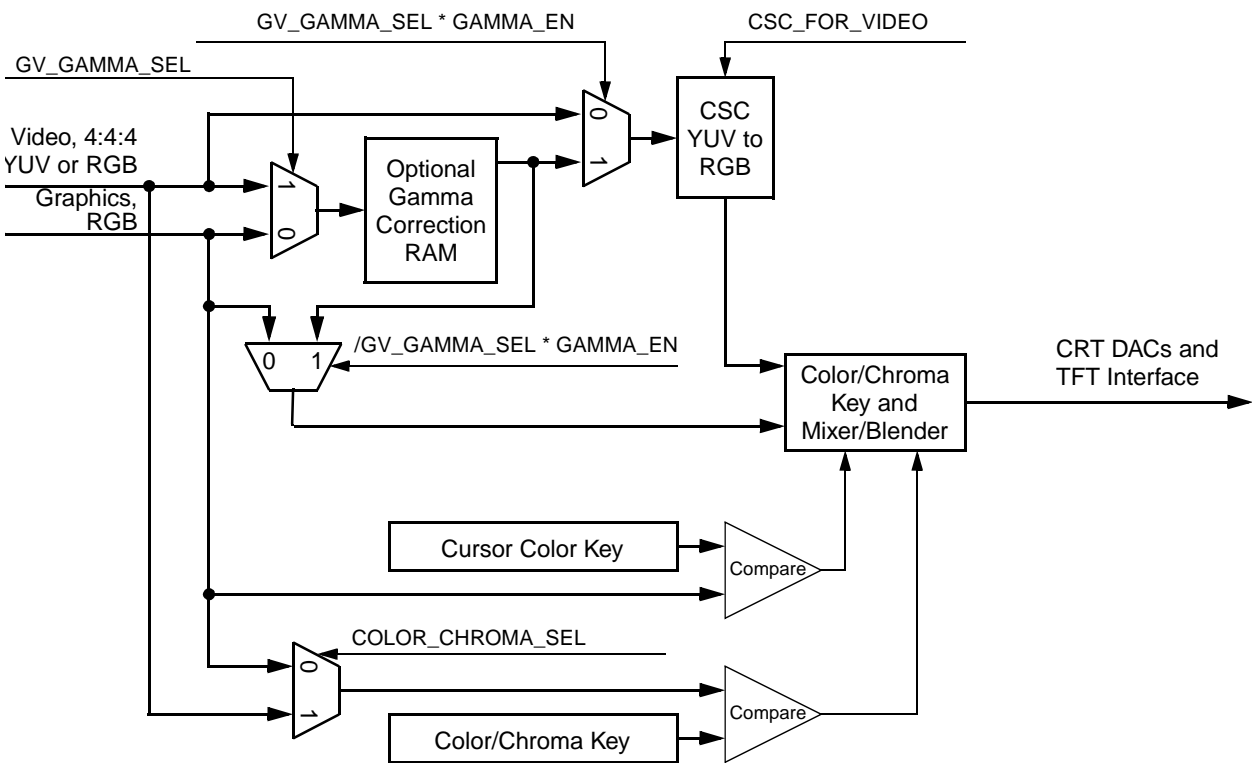 GV_GAMMA_SEL * GAMMA_EN
CSC_FOR_VIDEO
GV_GAMMA_SEL
Video, 4:4:4
YUV or RGB
Graphics,
RGB
1
0
Optional
Gamma
Correction
RAM
0
1
CSC
YUV to
RGB
0 1
/GV_GAMMA_SEL * GAMMA_EN
Color/Chroma
Key and
Mixer/Blender
CRT DACs and
TFT Interface
Cursor Color Key
Compare
COLOR_CHROMA_SEL
0
1
Color/Chroma Key
Compare